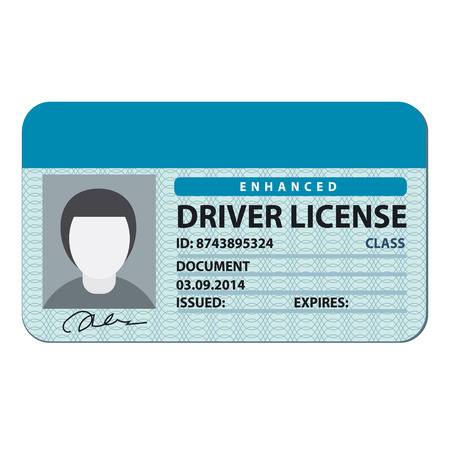 ENHANCED
DRIVER LICENSE
ID: 8743895324 CLASS
DOCUMENT
03.09.2014
ISSUED: EXPIRES: